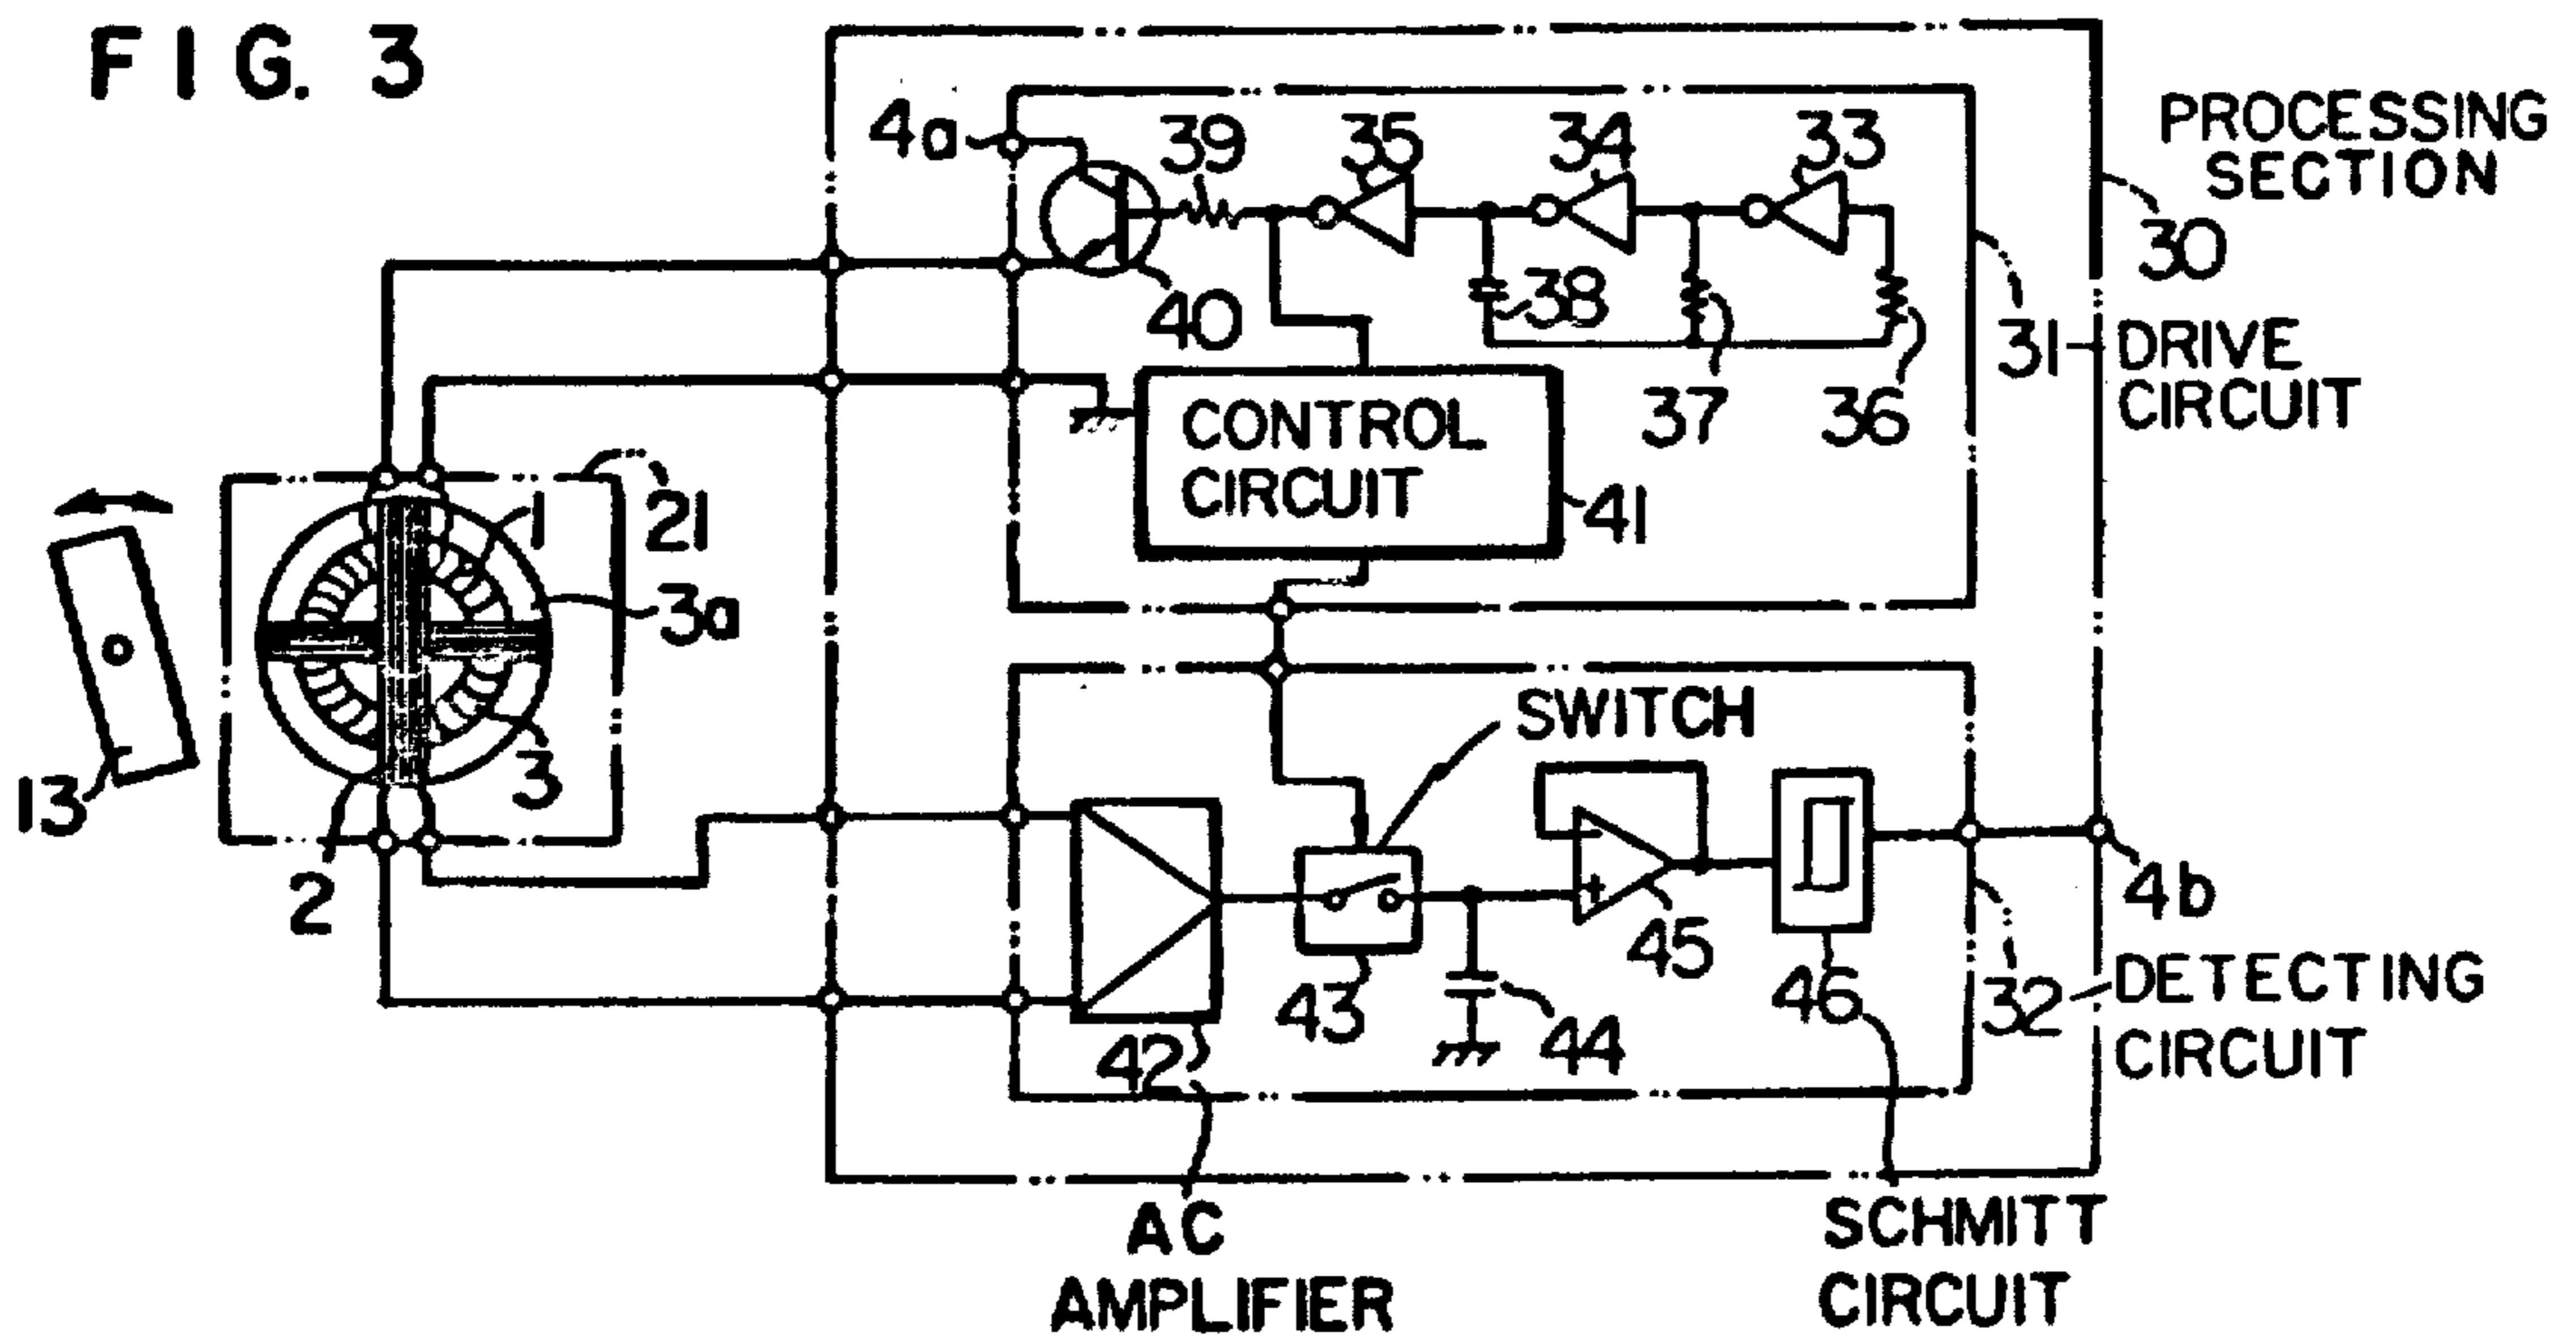 FIG. 3
PROCESSING
SECTION
30
4a
39
35
34
33
40
38
37
36
31
DRIVE
CIRCUIT
CONTROL
CIRCUIT
41
1
21
3a
13
2
3
SWITCH
42
43
44
45
46
4b
32
DETECTING
CIRCUIT
AC
AMPLIFIER
SCHMITT
CIRCUIT